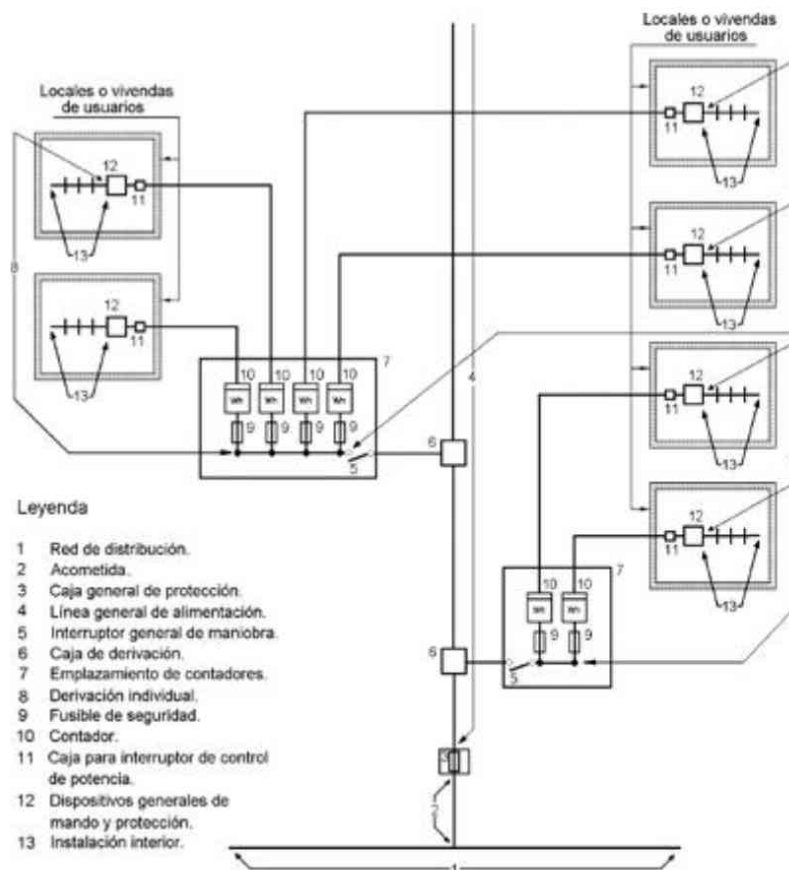 Locales o viviendas
de usuarios
12
11
13
Locales o vivendas
de usuarios
12
11
13
12
11
13
8
12
11
13
7
10
10
10
10
Wh
Wh
Wh
Wh
9
9
9
9
5
4
6
12
11
13
12
11
13
7
10
10
Wh
Wh
9
9
5
6
3
2
1
Leyenda
1 Red de distribución.
2 Acometida.
3 Caja general de protección.
4 Línea general de alimentación.
5 Interruptor general de maniobra.
6 Caja de derivación.
7 Emplazamiento de contadores.
8 Derivación individual.
9 Fusible de seguridad.
10 Contador.
11 Caja para interruptor de control
de potencia.
12 Dispositivos generales de
mando y protección.
13 Instalación interior.